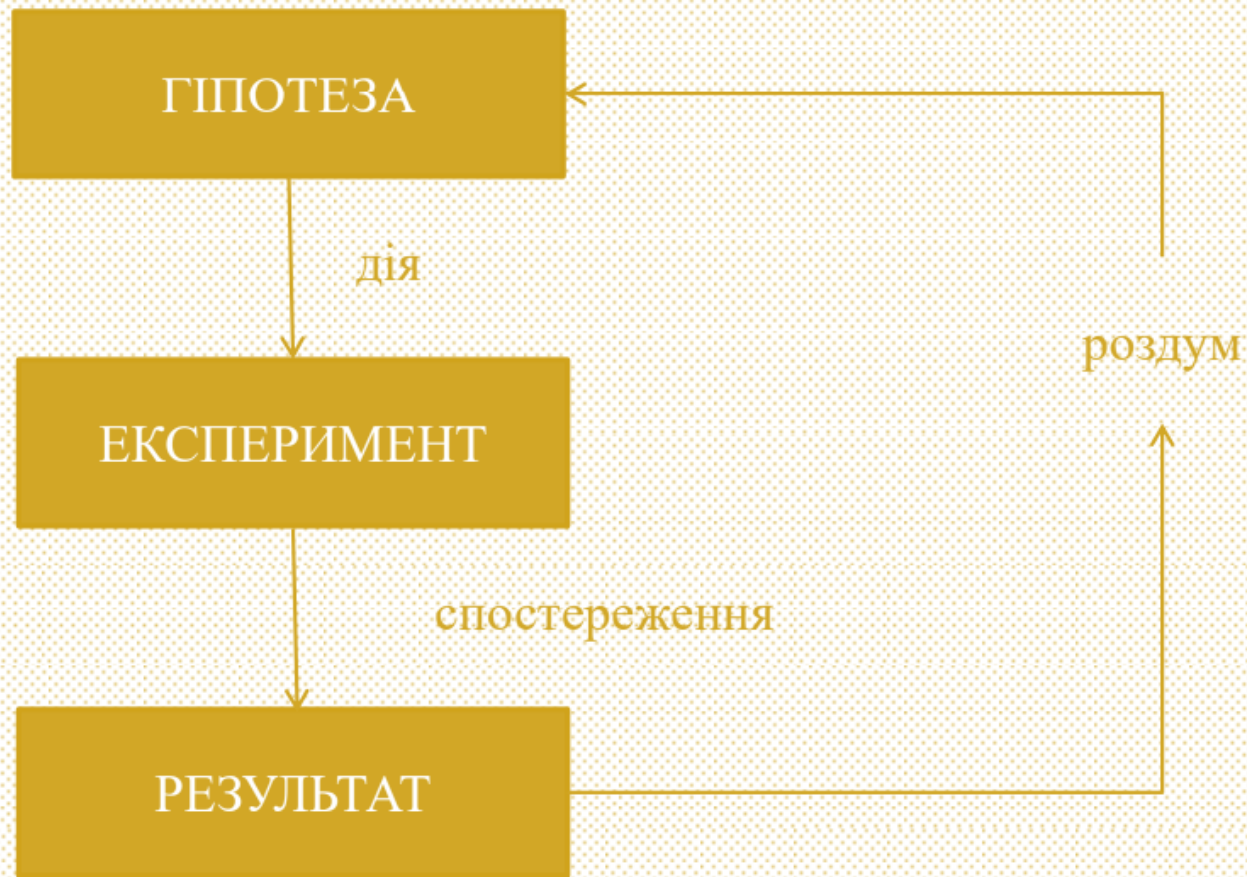 ГІПОТЕЗА
дія
роздум
ЕКСПЕРИМЕНТ
спостереження
РЕЗУЛЬТАТ